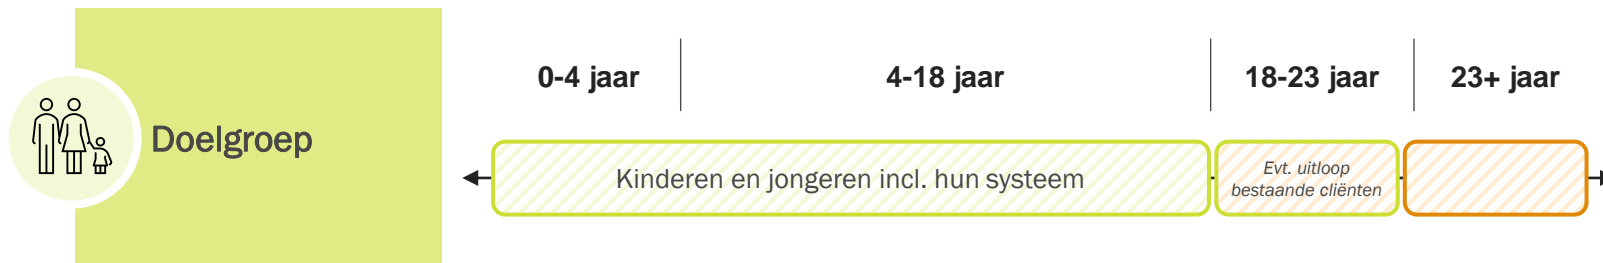 Doelgroep
0-4 jaar
4-18 jaar
18-23 jaar
23+ jaar
Kinderen en jongeren incl. hun systeem
Evt. uitloop
bestaande cliënten